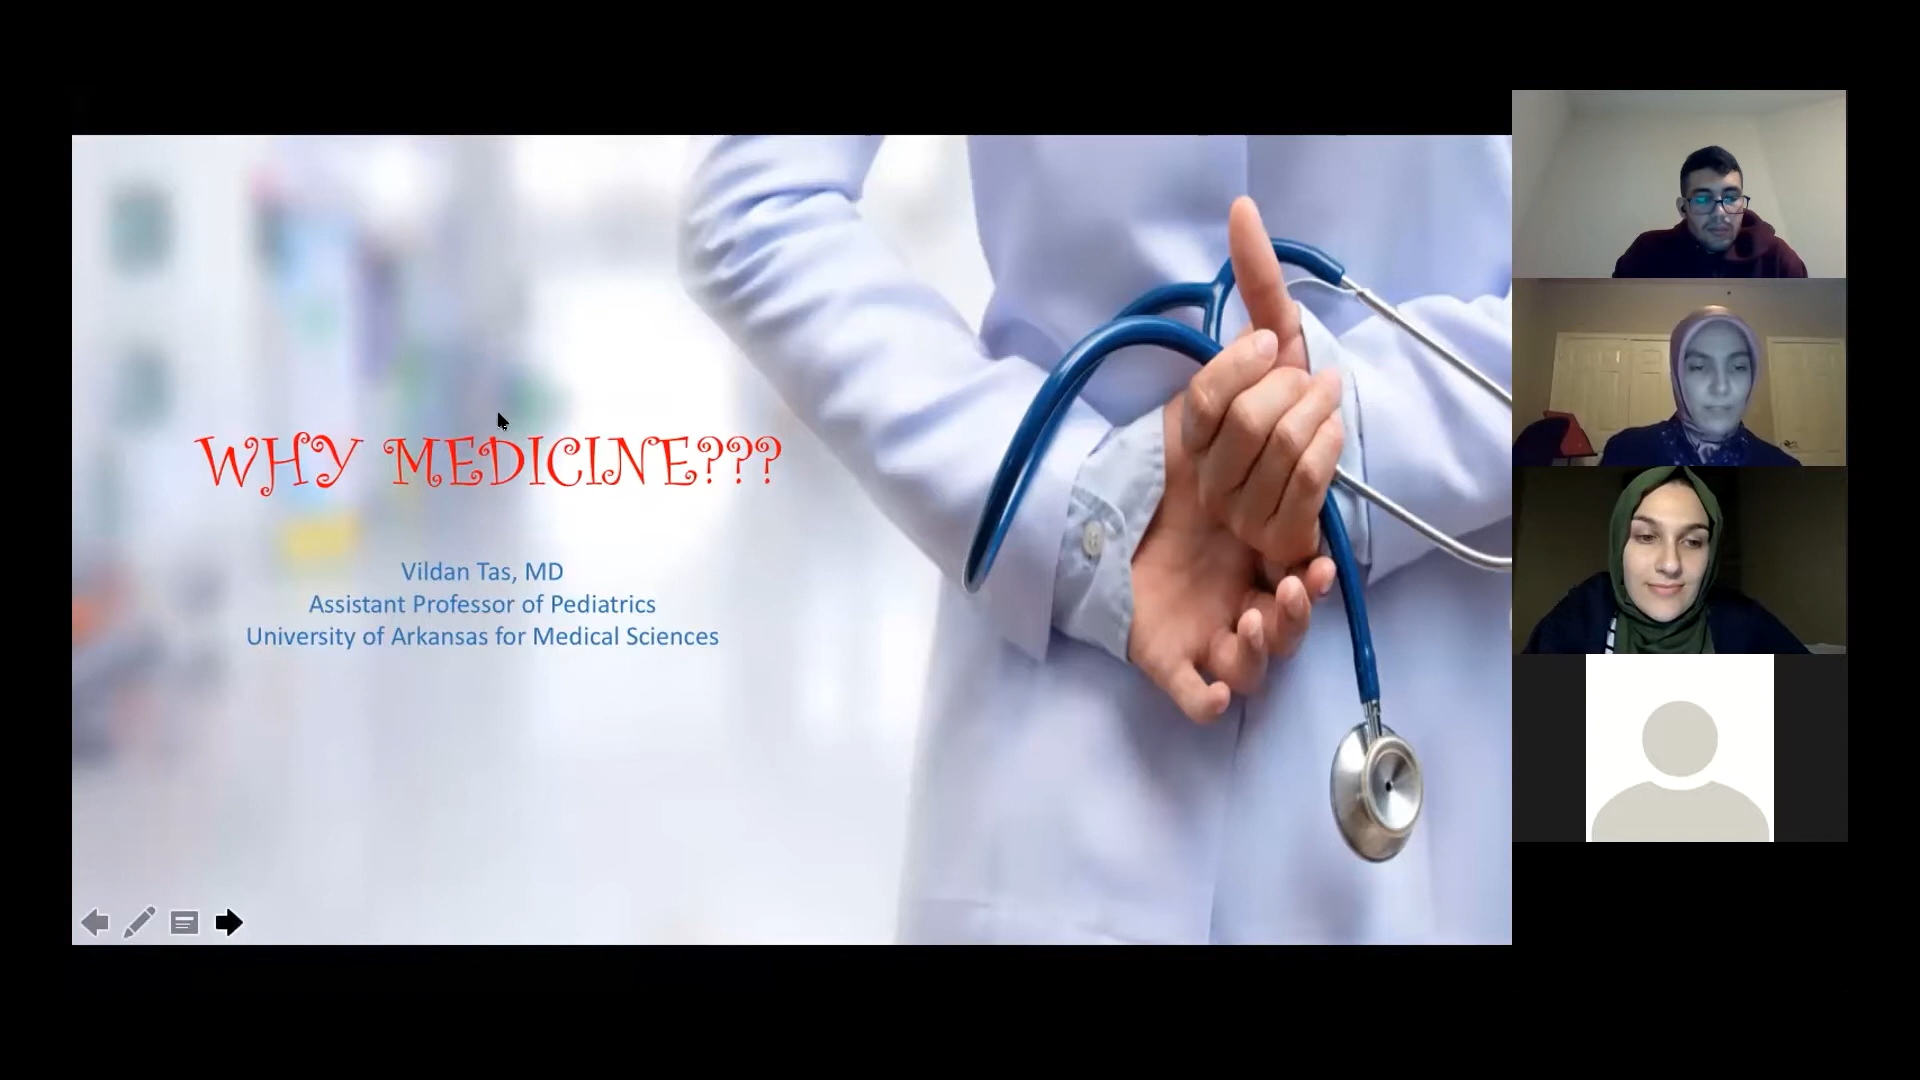 WHY MEDICINE???
Vildan Tas, MD
Assistant Professor of Pediatrics
University of Arkansas for Medical Sciences